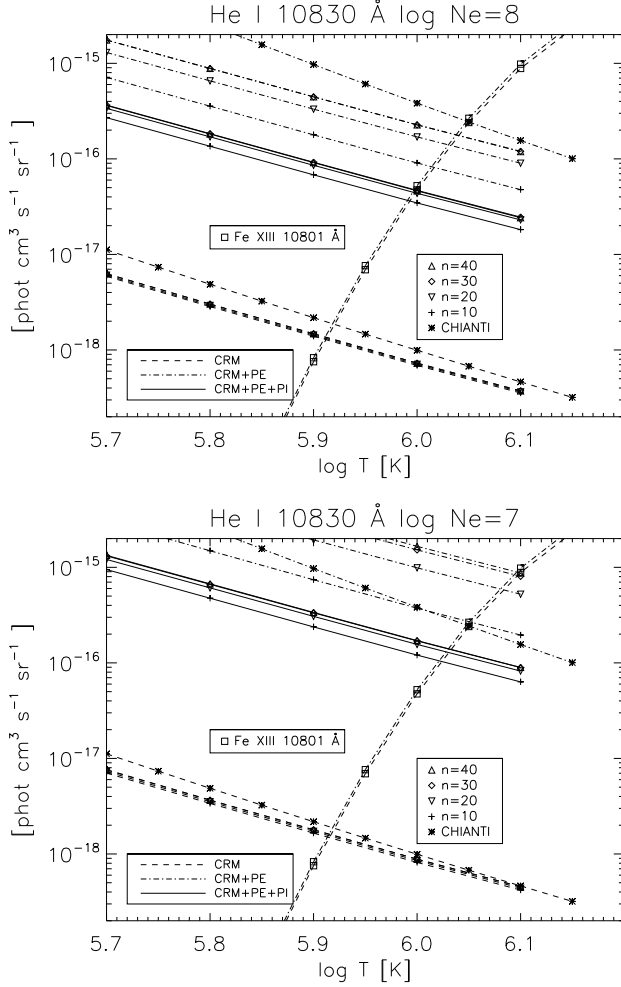 He I 10830 Å log Ne=8
[phot cm³ s⁻¹ sr⁻¹]
10⁻¹⁵
10⁻¹⁶
10⁻¹⁷
10⁻¹⁸
Fe XIII 10801 Å
n=40
n=30
n=20
n=10
CHIANTI
CRM
CRM+PE
CRM+PE+PI
5.7 5.8 5.9 6.0 6.1
log T [K]
He I 10830 Å log Ne=7
[phot cm³ s⁻¹ sr⁻¹]
10⁻¹⁵
10⁻¹⁶
10⁻¹⁷
10⁻¹⁸
Fe XIII 10801 Å
n=40
n=30
n=20
n=10
CHIANTI
CRM
CRM+PE
CRM+PE+PI
5.7 5.8 5.9 6.0 6.1
log T [K]